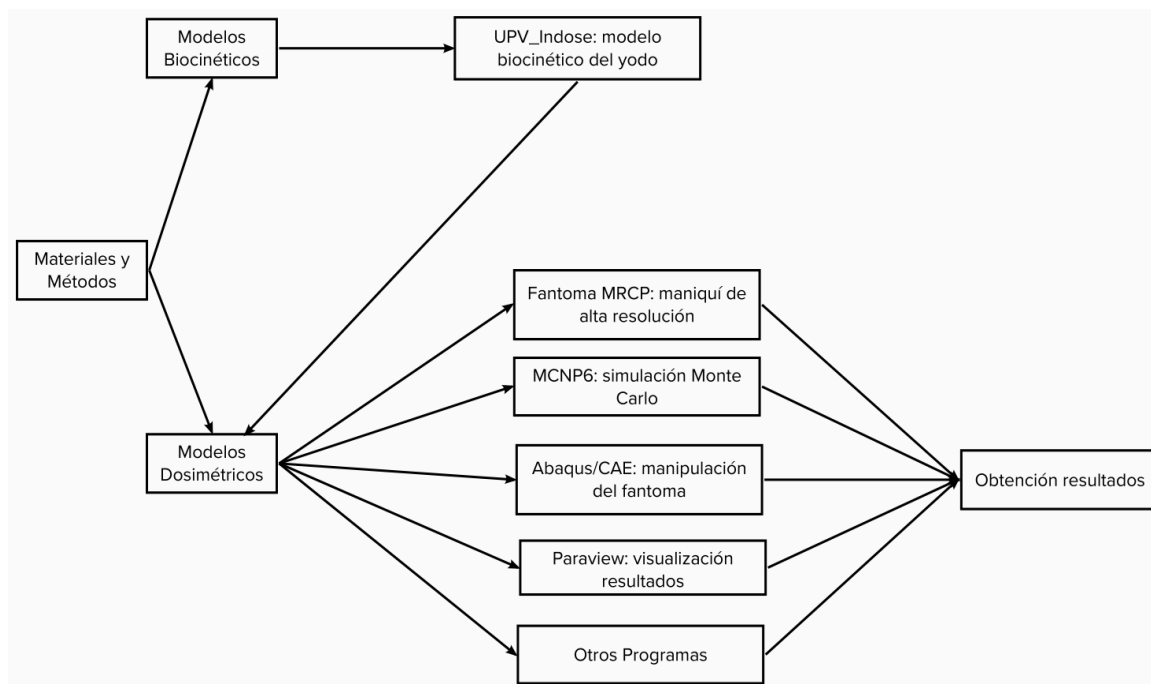 Modelos
Biocinéticos
UPV_Indose: modelo
biocinético del yodo
Materiales y
Métodos
Fantoma MRCP: maniquí de
alta resolución
MCNP6: simulación Monte
Carlo
Modelos
Dosimétricos
Abaqus/CAE: manipulación
del fantoma
Obtención resultados
Paraview: visualización
resultados
Otros Programas